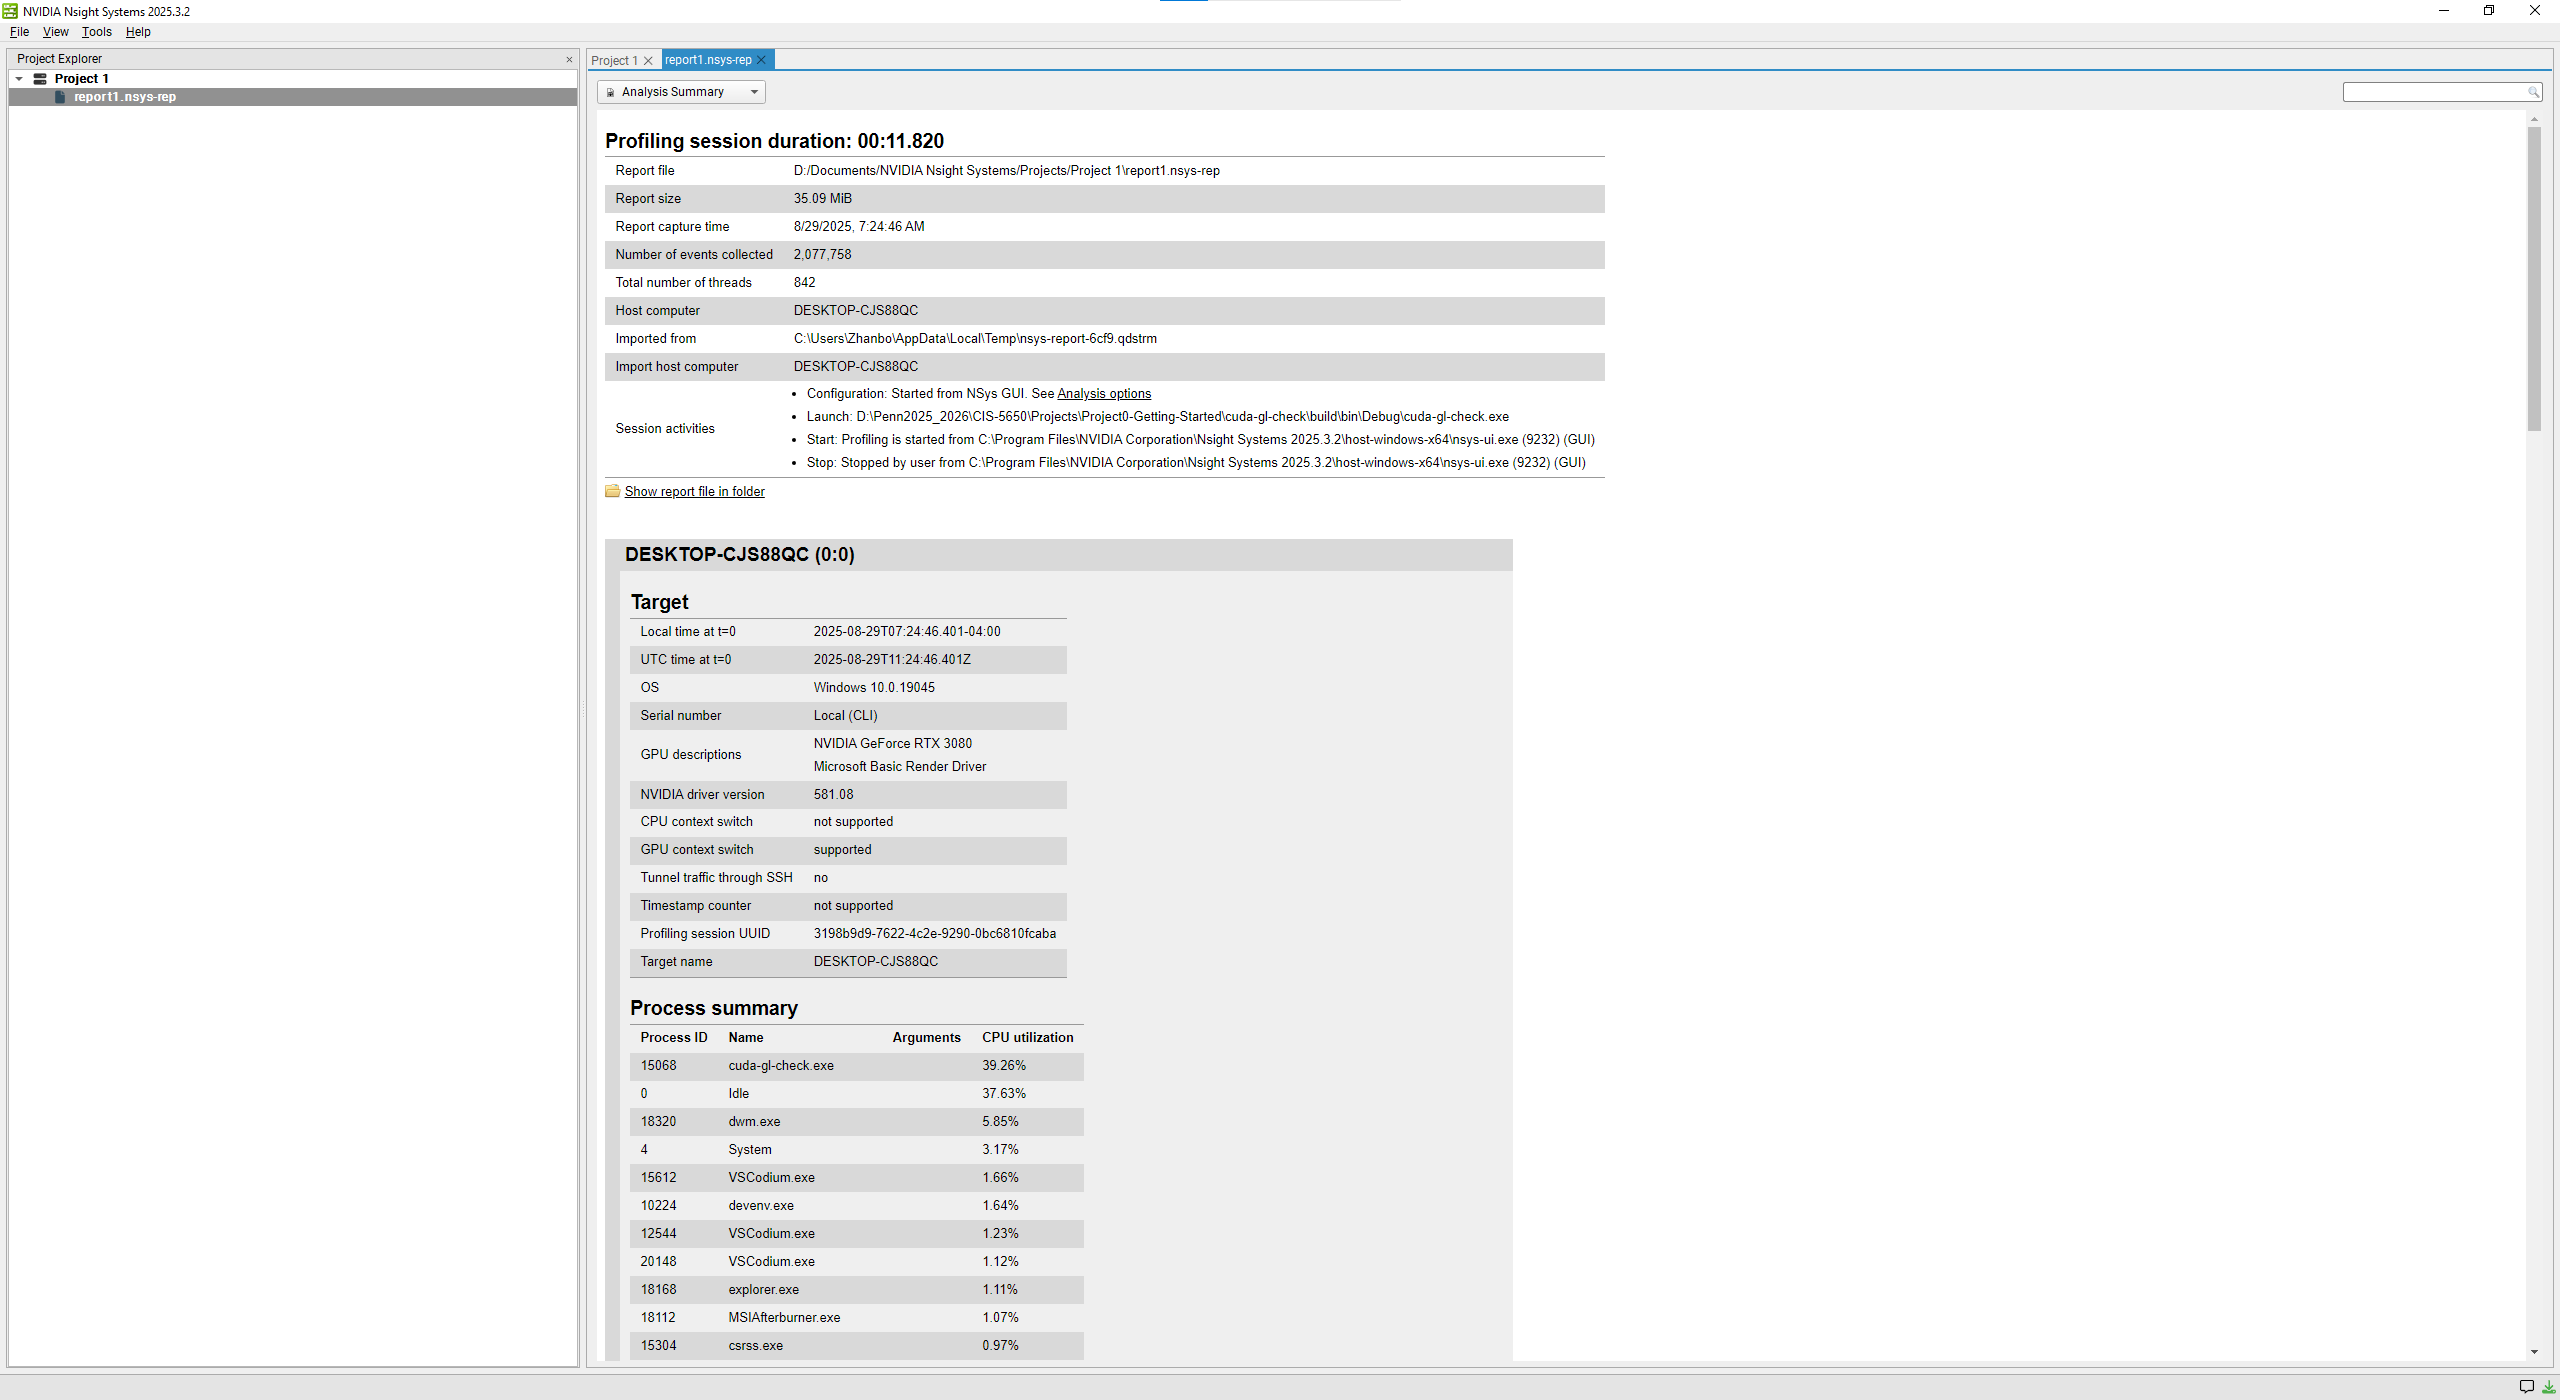 NVIDIA Nsight Systems 2025.3.2
File View Tools Help
Project Explorer
Project 1
report1.nsys-rep
Project 1 report1.nsys-rep
Analysis Summary
Profiling session duration: 00:11.820
Report file D:/Documents/NVIDIA Nsight Systems/Projects/Project 1\report1.nsys-rep
Report size 35.09 MiB
Report capture time 8/29/2025, 7:24:46 AM
Number of events collected 2,077,758
Total number of threads 842
Host computer DESKTOP-CJS88QC
Imported from C:\Users\Zhanbo\AppData\Local\Temp\nsys-report-6cf9.qdstrm
Import host computer DESKTOP-CJS88QC
Session activities
• Configuration: Started from NSys GUI. See Analysis options
• Launch: D:\Penn2025_2026\CIS-5650\Projects\Project0-Getting-Started\cuda-gl-check\build\bin\Debug\cuda-gl-check.exe
• Start: Profiling is started from C:\Program Files\NVIDIA Corporation\Nsight Systems 2025.3.2\host-windows-x64\nsys-ui.exe (9232) (GUI)
• Stop: Stopped by user from C:\Program Files\NVIDIA Corporation\Nsight Systems 2025.3.2\host-windows-x64\nsys-ui.exe (9232) (GUI)
Show report file in folder
DESKTOP-CJS88QC (0:0)
Target
Local time at t=0 2025-08-29T07:24:46.401-04:00
UTC time at t=0 2025-08-29T11:24:46.401Z
OS Windows 10.0.19045
Serial number Local (CLI)
GPU descriptions NVIDIA GeForce RTX 3080
Microsoft Basic Render Driver
NVIDIA driver version 581.08
CPU context switch not supported
GPU context switch supported
Tunnel traffic through SSH no
Timestamp counter not supported
Profiling session UUID 3198b9d9-7622-4c2e-9290-0bc6810fcaba
Target name DESKTOP-CJS88QC
Process summary
Process ID Name Arguments CPU utilization
15068 cuda-gl-check.exe 39.26%
0 Idle 37.63%
18320 dwm.exe 5.85%
4 System 3.17%
15612 VSCodium.exe 1.66%
10224 devenv.exe 1.64%
12544 VSCodium.exe 1.23%
20148 VSCodium.exe 1.12%
18168 explorer.exe 1.11%
18112 MSIAfterburner.exe 1.07%
15304 csrss.exe 0.97%